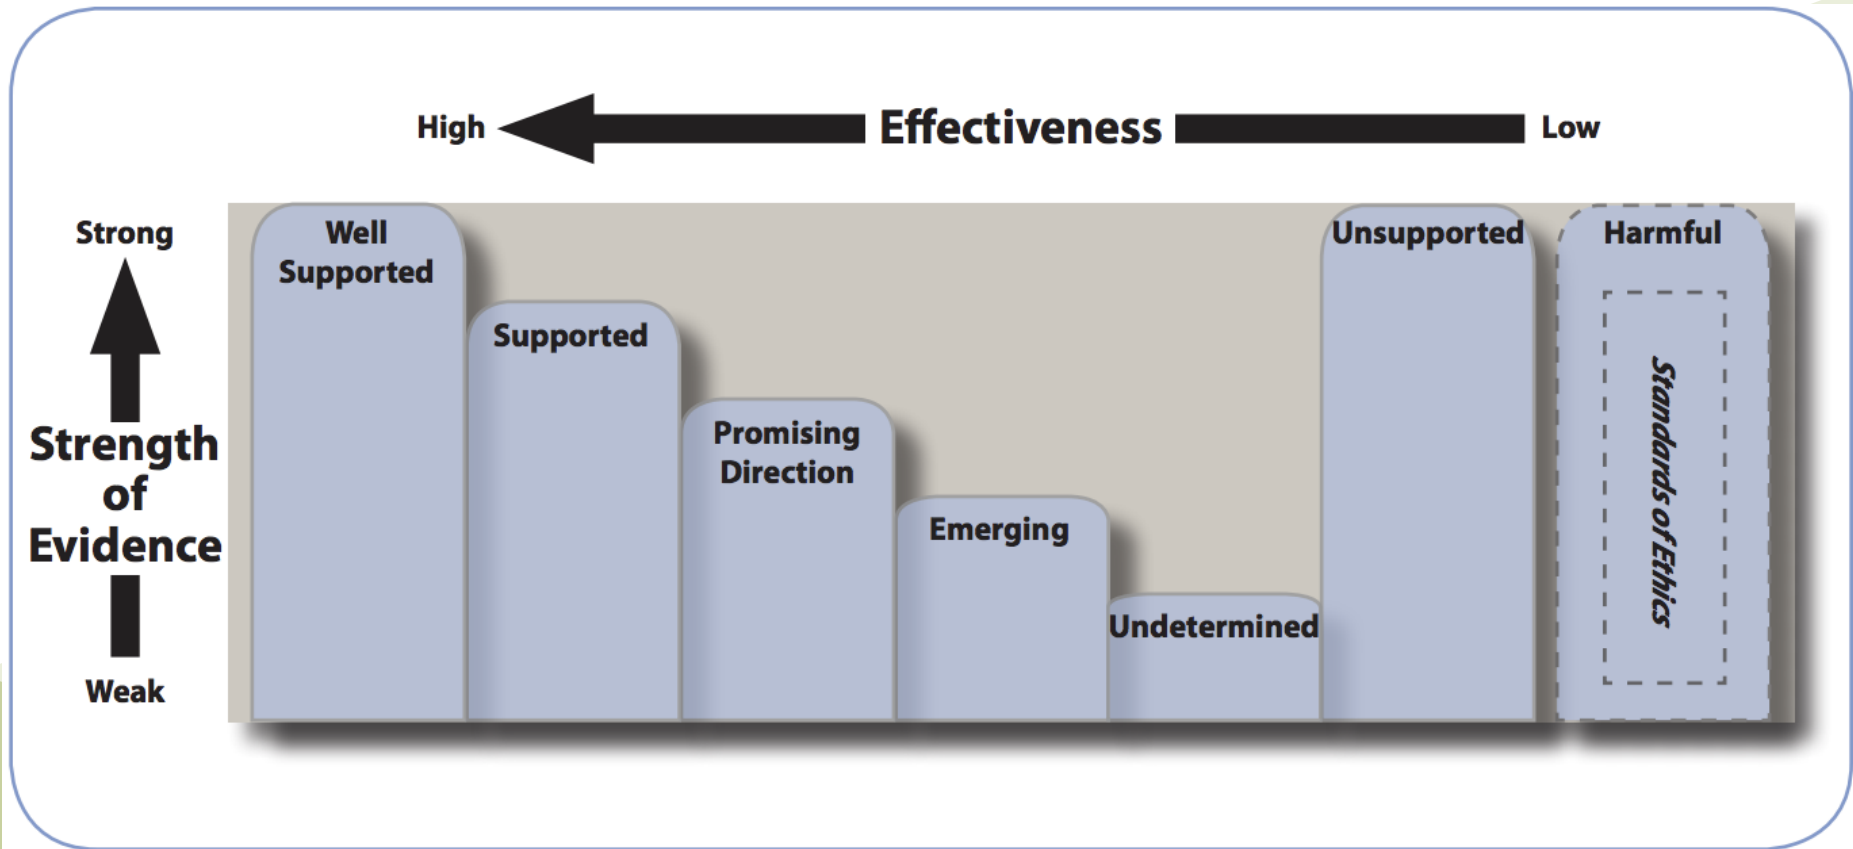 High
Effectiveness
Low
Strong
Strength
of
Evidence
Weak
Well
Supported
Supported
Promising
Direction
Emerging
Undetermined
Unsupported
Harmful
Standards of Ethics